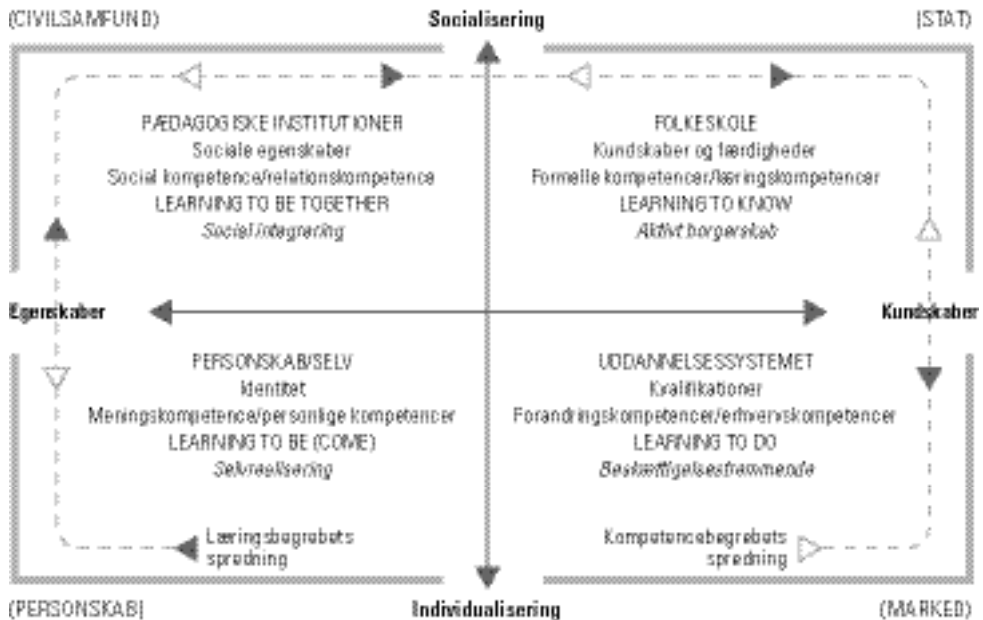 (CIVILSAMFUND)
Socialisering
(STAT)
PÆDAGOGISKE INSTITUTIONER
Sociale egenskaber
Social kompetence/relationskompetence
LEARNING TO BE TOGETHER
Social integrering
FOLKESKOLE
Kundskaber og færdigheder
Formelle kompetencer/læringskompetencer
LEARNING TO KNOW
Aktivt borgerskab
Egenskaber
Kundskaber
PERSONSKAB/SELV
Identitet
Meningskompetence/personlige kompetencer
LEARNING TO BE (COME)
Selvrealisering
UDDANNELSESSYSTEMET
Kvalifikationer
Forandringskompetencer/erhvervskompetencer
LEARNING TO DO
Beskæftigelsesfremmende
Læringsbegrebets
spredning
Kompetencebegrebets
spredning
(PERSONSKAB)
Individualisering
(MARKED)